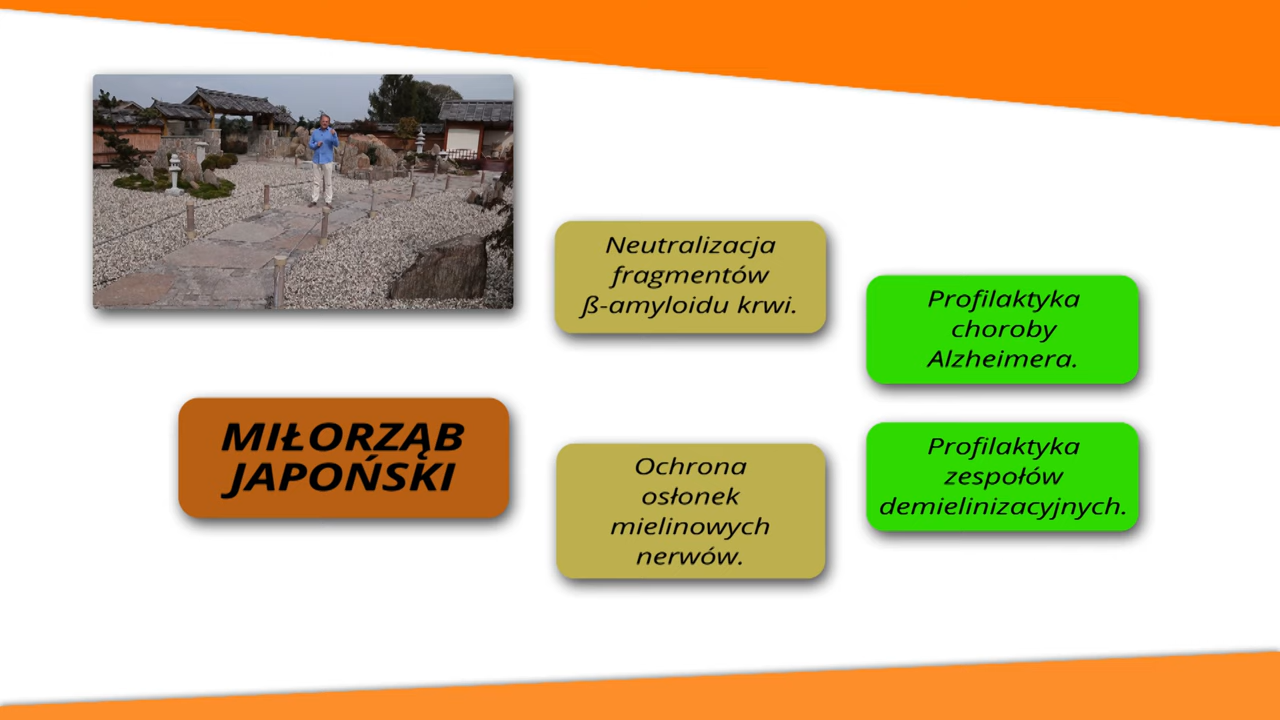 Neutralizacja
fragmentów
ß-amyloidu krwi.
Profilaktyka
choroby
Alzheimera.
MIŁORZĄB
JAPOŃSKI
Ochrona
osłonek
mielinowych
nerwów.
Profilaktyka
zespołów
demielinizacyjnych.